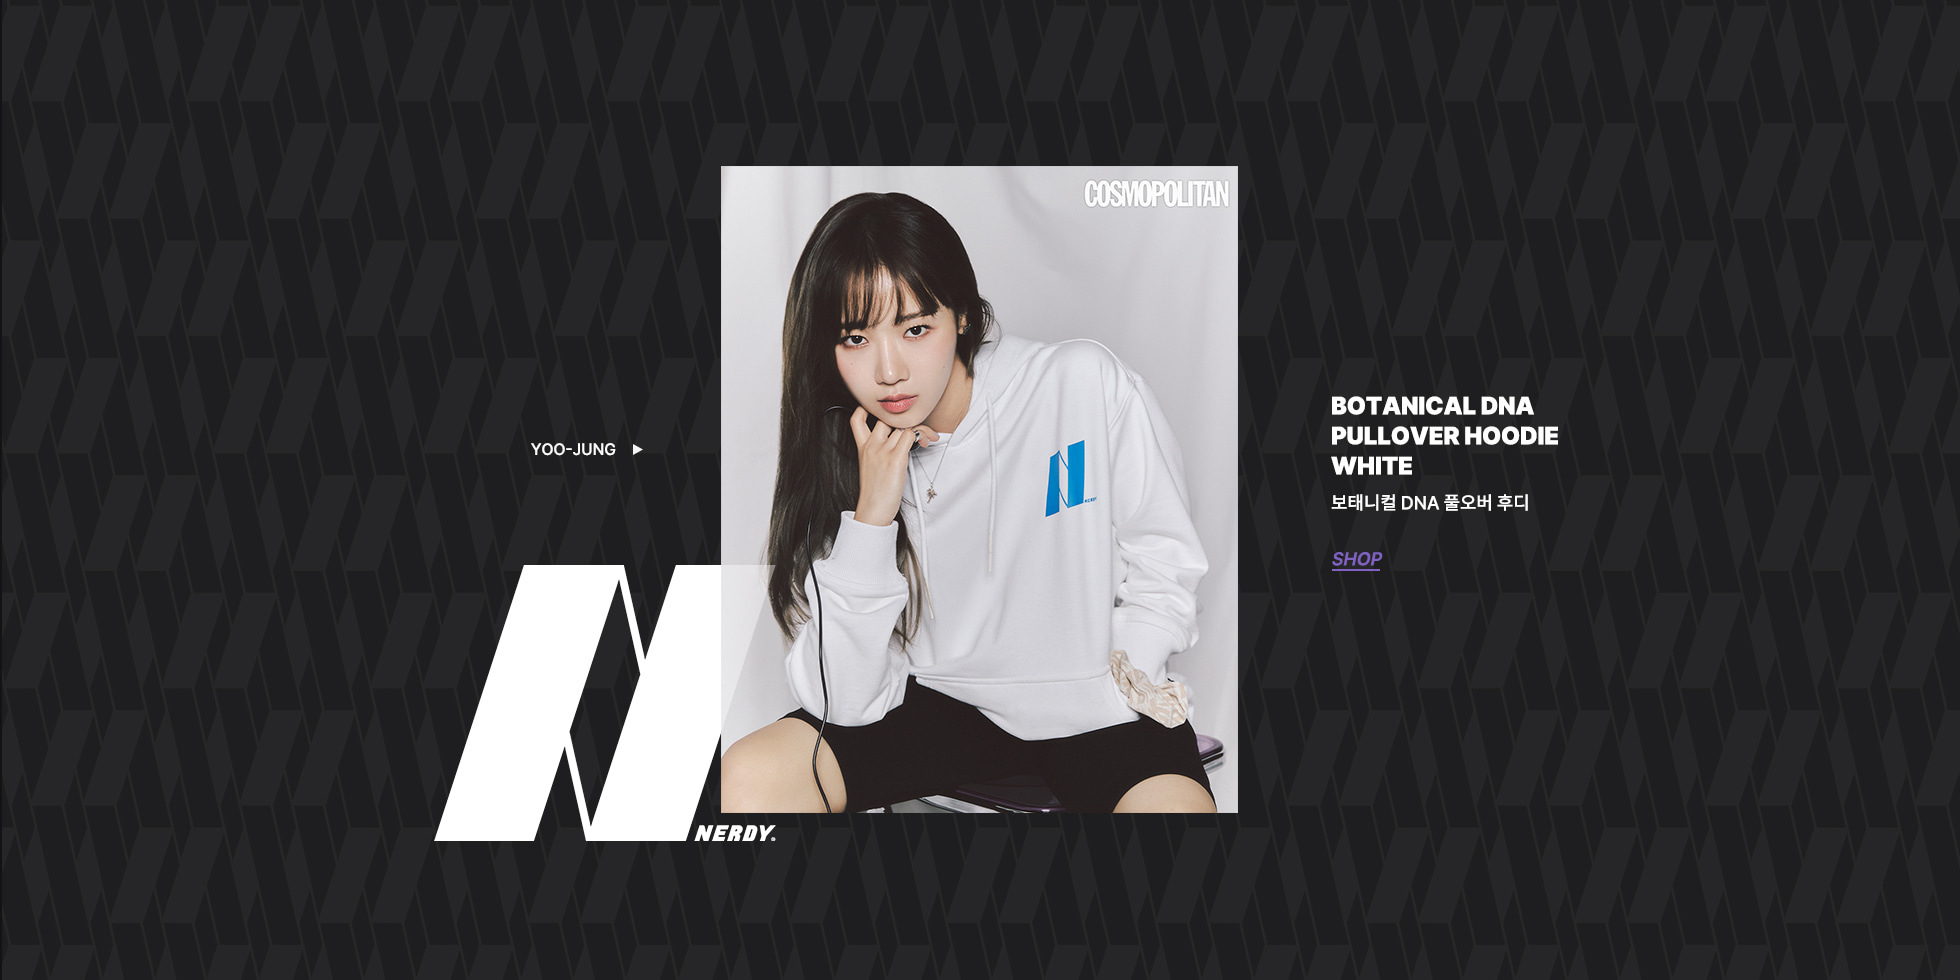 COSMOPOLITAN
YOO-JUNG
BOTANICAL DNA
PULLOVER HOODIE
WHITE
보태니컬 DNA 풀오버 후디
SHOP
N
NERDY
N
NERDY.